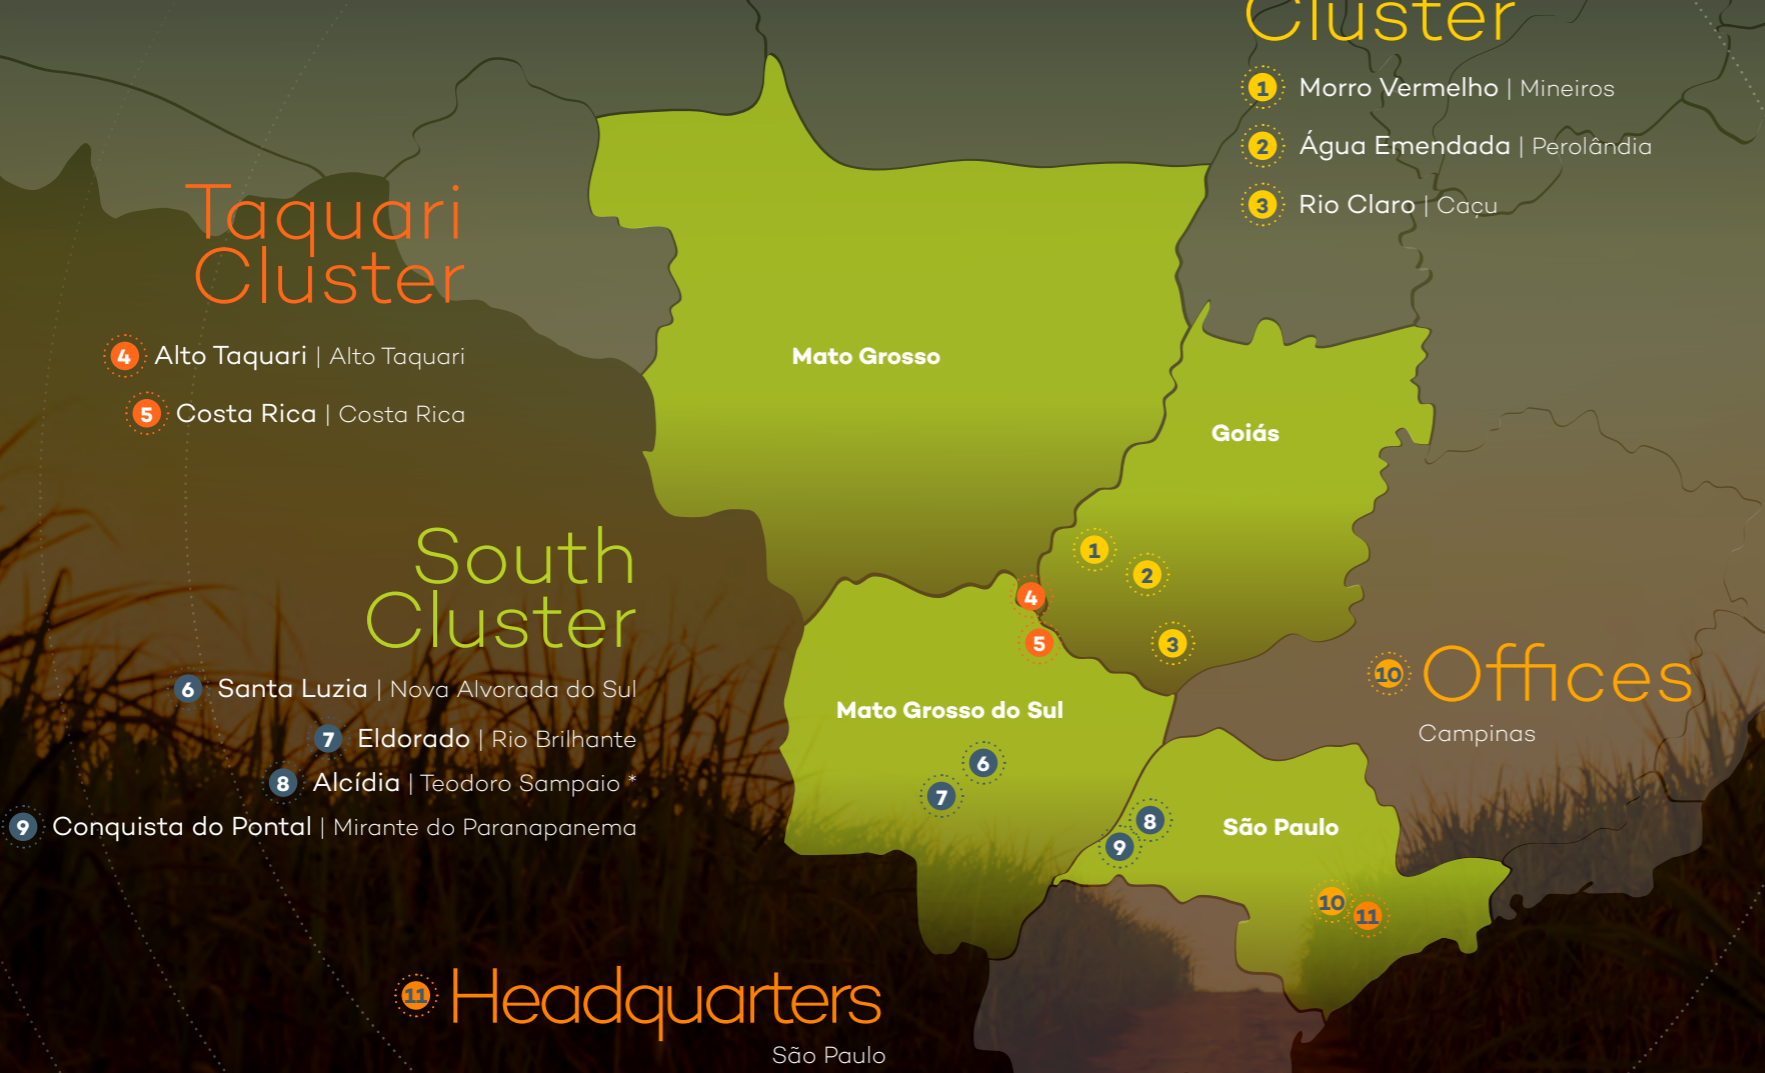 Cluster
1 Morro Vermelho | Mineiros
2 Água Emendada | Perolândia
3 Rio Claro | Caçu
Taquari
Cluster
4 Alto Taquari | Alto Taquari
5 Costa Rica | Costa Rica
Mato Grosso
Goiás
South
Cluster
6 Santa Luzia | Nova Alvorada do Sul
7 Eldorado | Rio Brilhante
8 Alcídia | Teodoro Sampaio *
9 Conquista do Pontal | Mirante do Paranapanema
1
2
4
5
3
Mato Grosso do Sul
6
7
8
9
São Paulo
10
11
10 Offices
Campinas
11 Headquarters
São Paulo